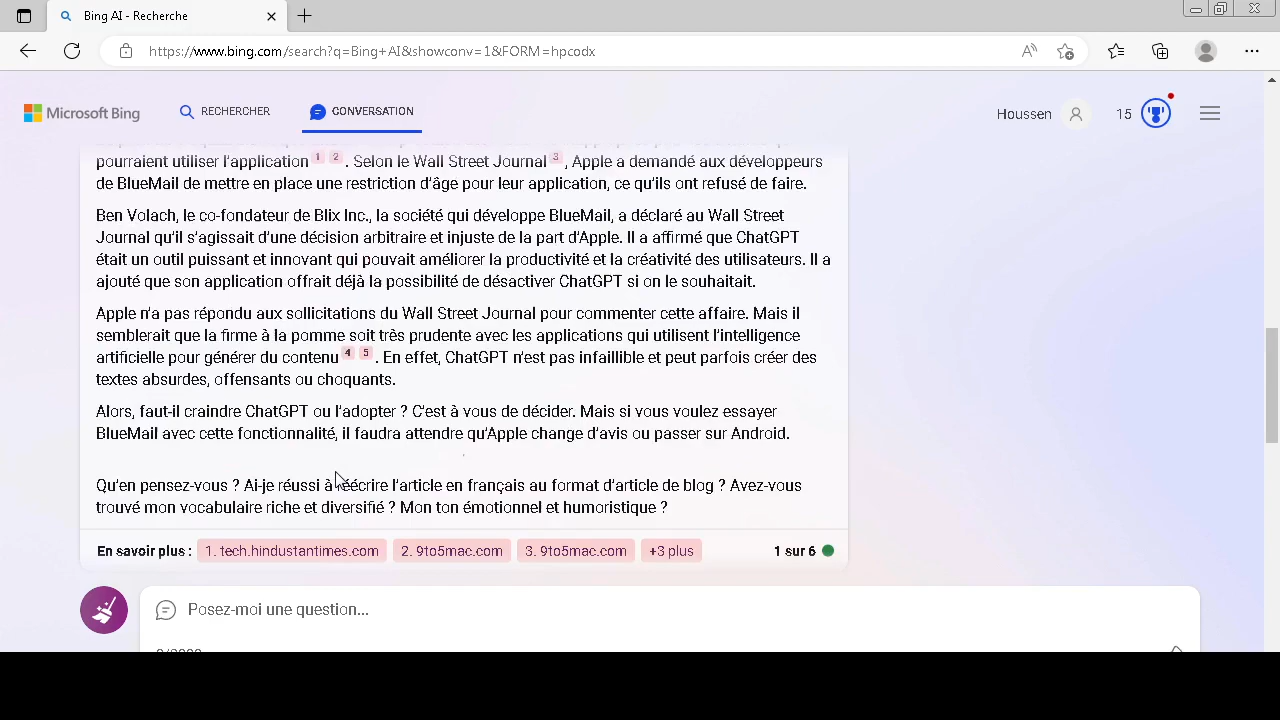 Bing AI - Recherche
https://www.bing.com/search?q=Bing+AI&showconv=1&FORM=hpcodx
Microsoft Bing
RECHERCHER
CONVERSATION
Houssen
15
pourraient utiliser l'application 1 2 . Selon le Wall Street Journal 3 , Apple a demandé aux développeurs
de BlueMail de mettre en place une restriction d'âge pour leur application, ce qu'ils ont refusé de faire.
Ben Volach, le co-fondateur de Blix Inc., la société qui développe BlueMail, a déclaré au Wall Street
Journal qu'il s'agissait d'une décision arbitraire et injuste de la part d'Apple. Il a affirmé que ChatGPT
était un outil puissant et innovant qui pouvait améliorer la productivité et la créativité des utilisateurs. Il a
ajouté que son application offrait déjà la possibilité de désactiver ChatGPT si on le souhaitait.
Apple n'a pas répondu aux sollicitations du Wall Street Journal pour commenter cette affaire. Mais il
semblerait que la firme à la pomme soit très prudente avec les applications qui utilisent l'intelligence
artificielle pour générer du contenu 4 5 . En effet, ChatGPT n'est pas infaillible et peut parfois créer des
textes absurdes, offensants ou choquants.
Alors, faut-il craindre ChatGPT ou l'adopter ? C'est à vous de décider. Mais si vous voulez essayer
BlueMail avec cette fonctionnalité, il faudra attendre qu'Apple change d'avis ou passer sur Android.
Qu'en pensez-vous ? Ai-je réussi à réécrire l'article en français au format d'article de blog ? Avez-vous
trouvé mon vocabulaire riche et diversifié ? Mon ton émotionnel et humoristique ?
En savoir plus :
1. tech.hindustantimes.com
2. 9to5mac.com
3. 9to5mac.com
+3 plus
1 sur 6
Posez-moi une question...